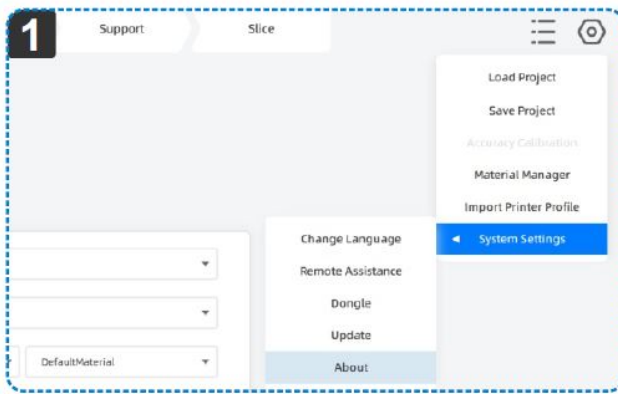 1
Support
Slice
Load Project
Save Project
Accuracy Calibration
Material Manager
Import Printer Profile
System Settings
Change Language
Remote Assistance
Dongle
Update
About
DefaultMaterial